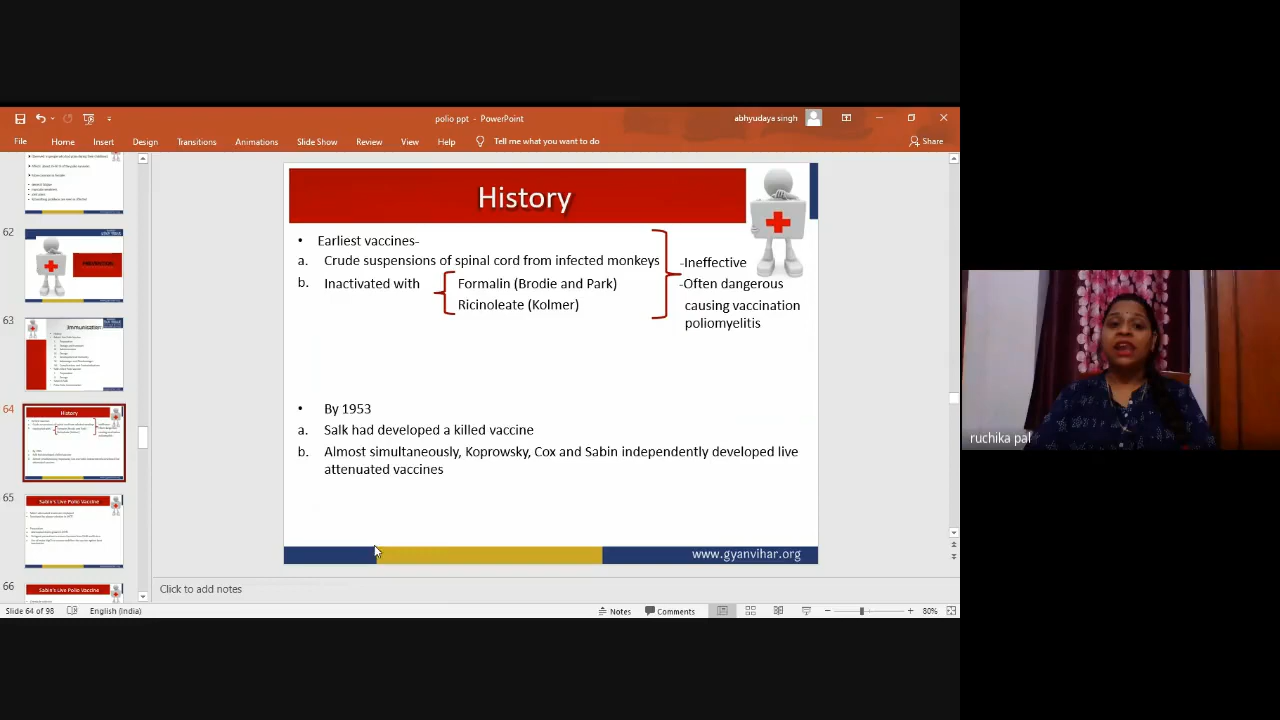 polio ppt - PowerPoint
abhyudaya singh
File Home Insert Design Transitions Animations Slide Show Review View Help Tell me what you want to do Share
62
63
Immunisation
64
History
65
Sabin's Live Polio Vaccine
66
Sabin's Live Polio Vaccine
History
• Earliest vaccines-
a. Crude suspensions of spinal cord from infected monkeys
b. Inactivated with
Formalin (Brodie and Park)
Ricinoleate (Kolmer)
-Ineffective
-Often dangerous
causing vaccination
poliomyelitis
• By 1953
a. Salk had developed a killed vaccine
b. Almost simultaneously, Koprowsky, Cox and Sabin independently devised live
attenuated vaccines
www.gyanvihar.org
Click to add notes
Slide 64 of 98 English (India) Notes Comments 80%
ruchika pal